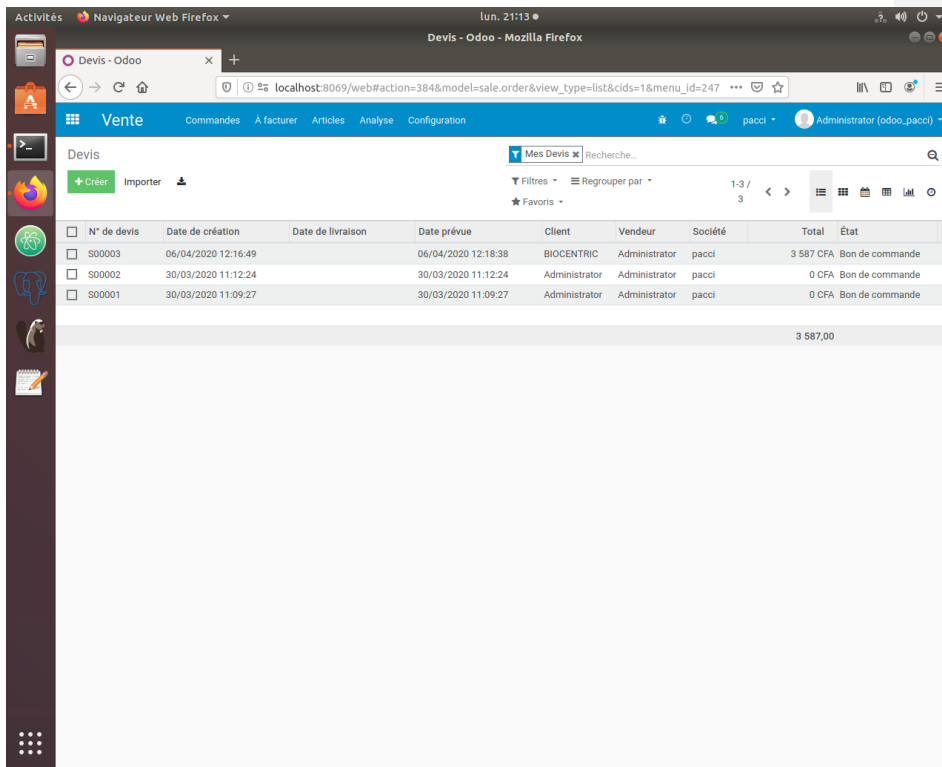 Activités Navigateur Web Firefox lun. 21:13
Devis - Odoo - Mozilla Firefox
Devis - Odoo
localhost:8069/web#action=384&model=sale.order&view_type=list&cids=1&menu_id=247
Vente Commandes À facturer Articles Analyse Configuration 6 pacci Administrator (odoo_pacci)
Devis Mes Devis Recherche...
+ Créer Importer Filtres Regrouper par 1-3 / 3
Favoris
N° de devis Date de création Date de livraison Date prévue Client Vendeur Société Total État
S00003 06/04/2020 12:16:49 06/04/2020 12:18:38 BIOCENTRIC Administrator pacci 3 587 CFA Bon de commande
S00002 30/03/2020 11:12:24 30/03/2020 11:12:24 Administrator Administrator pacci 0 CFA Bon de commande
S00001 30/03/2020 11:09:27 30/03/2020 11:09:27 Administrator Administrator pacci 0 CFA Bon de commande
3 587,00